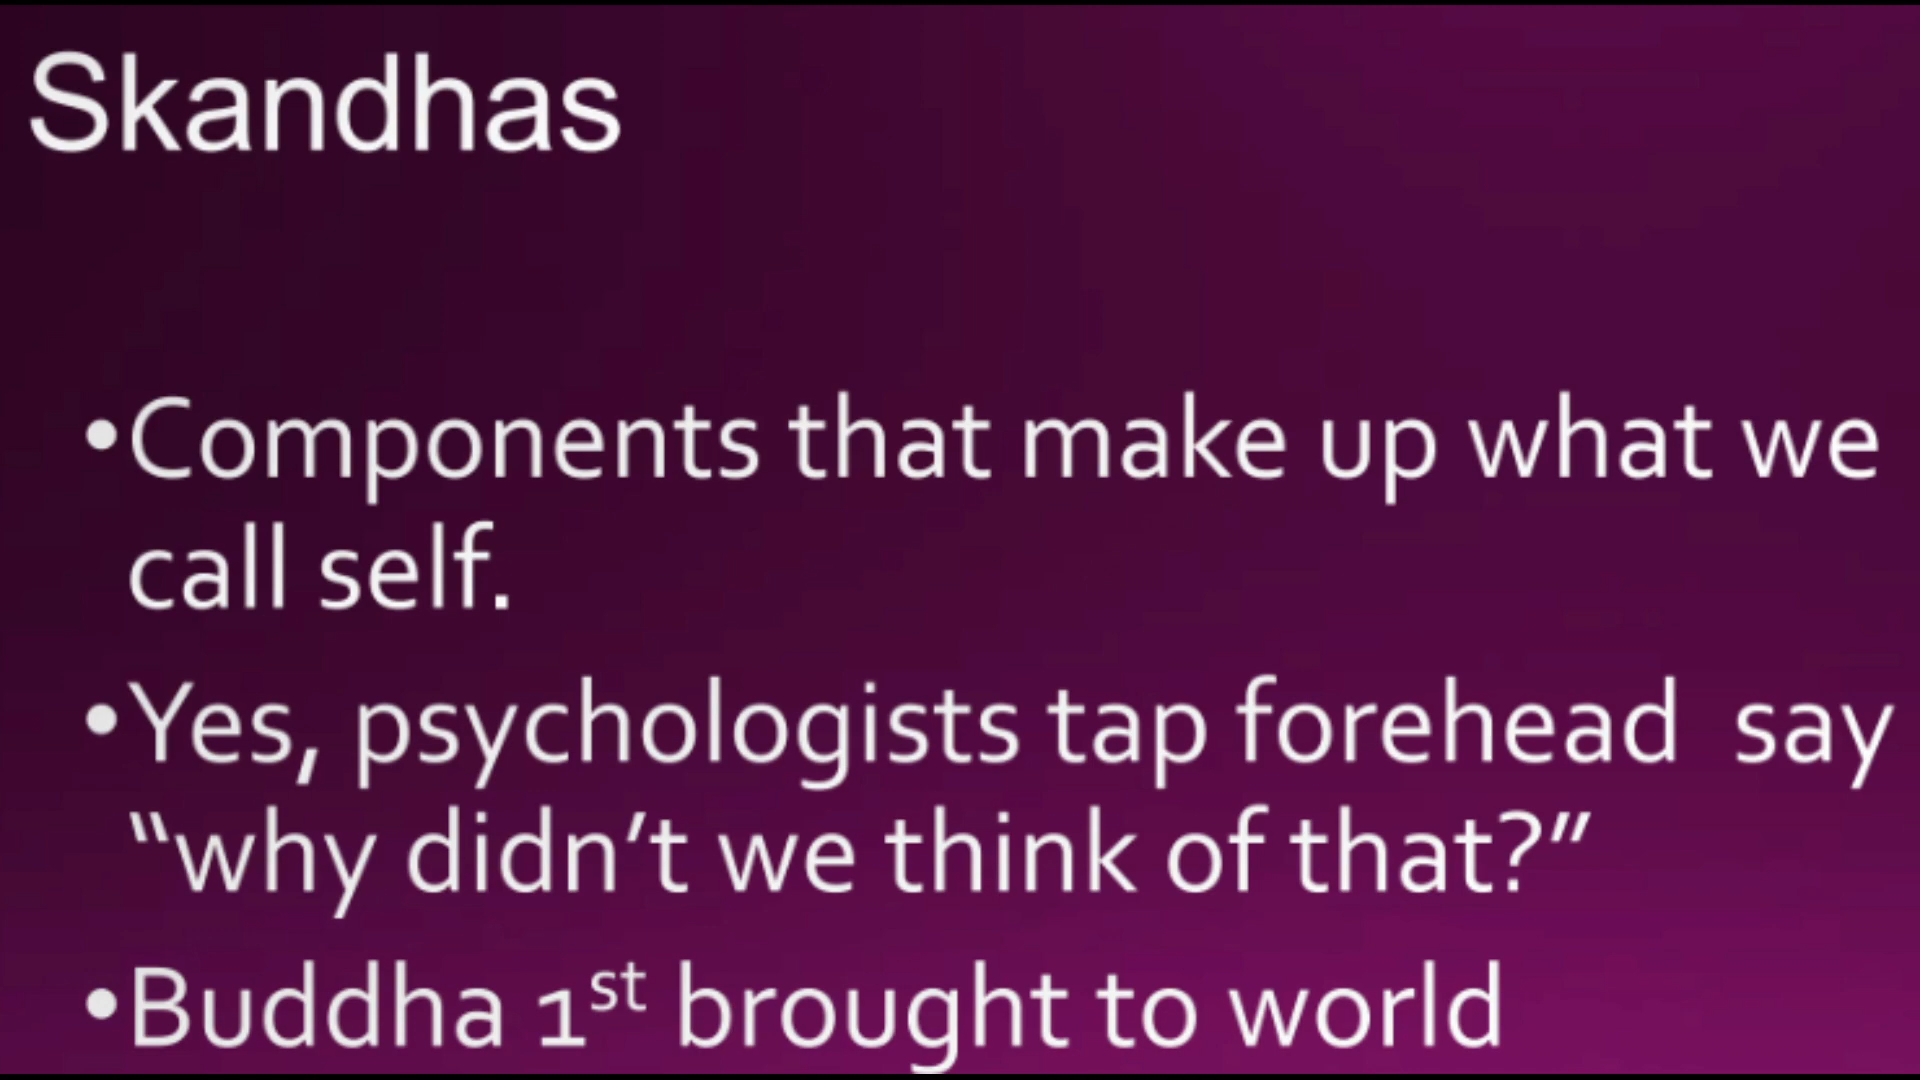 Skandhas
•Components that make up what we
call self.
•Yes, psychologists tap forehead  say
“why didn’t we think of that?”
•Buddha 1st brought to world